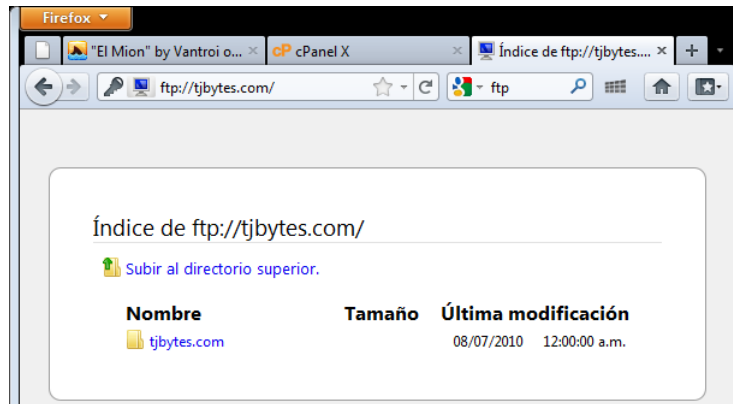 Firefox
"El Mion" by Vantroi o...
cP cPanel X
Índice de ftp://tjbytes....
ftp://tjbytes.com/
ftp
Índice de ftp://tjbytes.com/
Subir al directorio superior.
Nombre Tamaño Última modificación
tjbytes.com 08/07/2010 12:00:00 a.m.